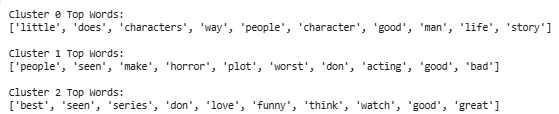 Cluster 0 Top Words:
['little', 'does', 'characters', 'way', 'people', 'character', 'good', 'man', 'life', 'story']
Cluster 1 Top Words:
['people', 'seen', 'make', 'horror', 'plot', 'worst', 'don', 'acting', 'good', 'bad']
Cluster 2 Top Words:
['best', 'seen', 'series', 'don', 'love', 'funny', 'think', 'watch', 'good', 'great']